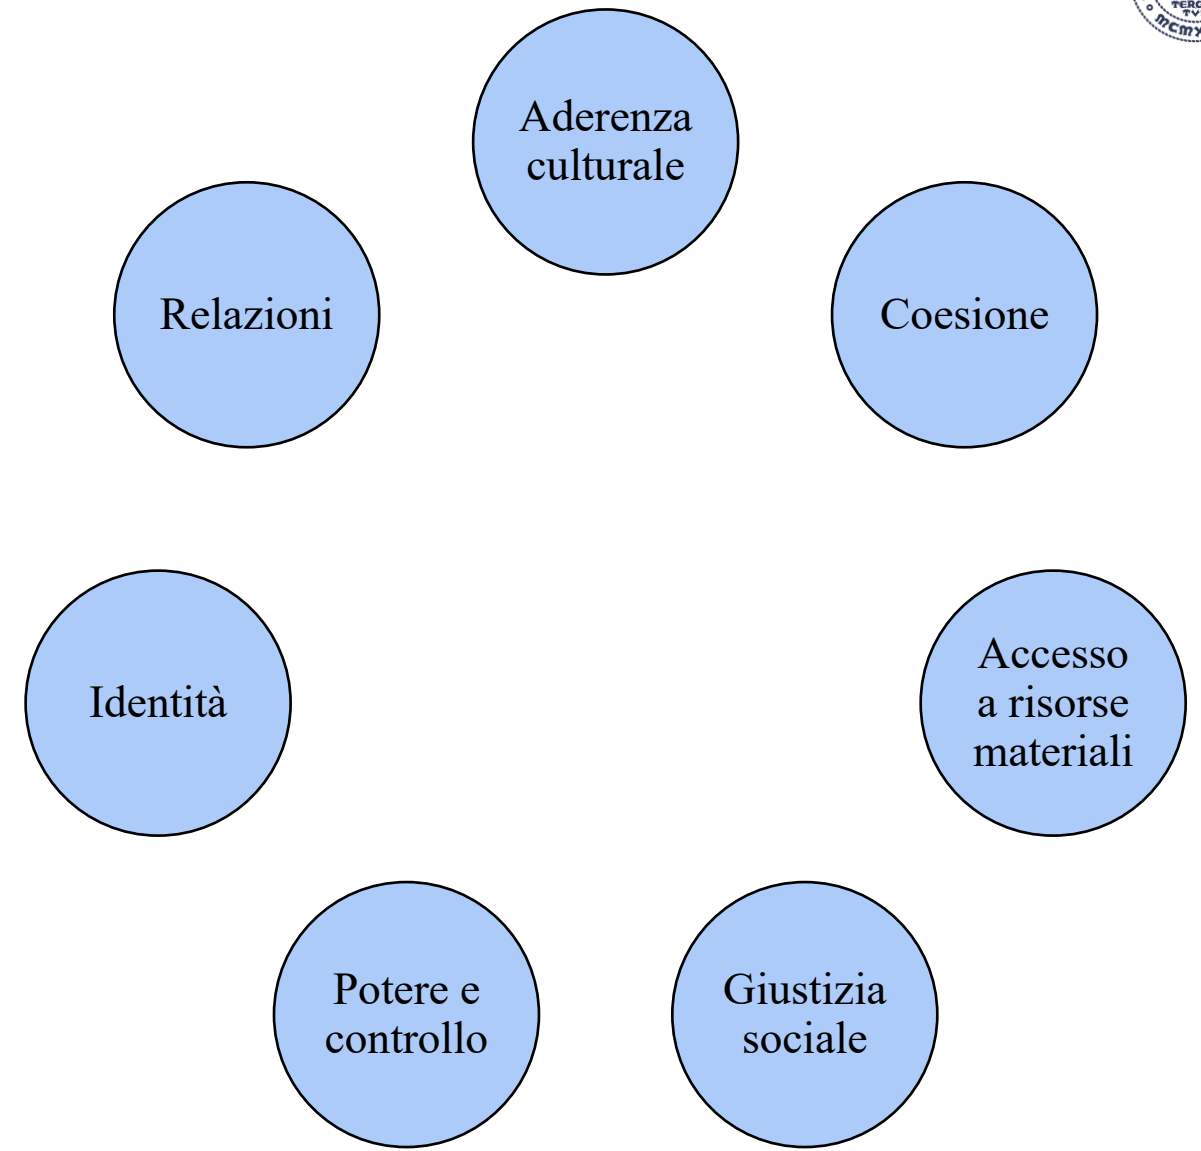 Aderenza
culturale
Relazioni
Coesione
Identità
Accesso
a risorse
materiali
Potere e
controllo
Giustizia
sociale